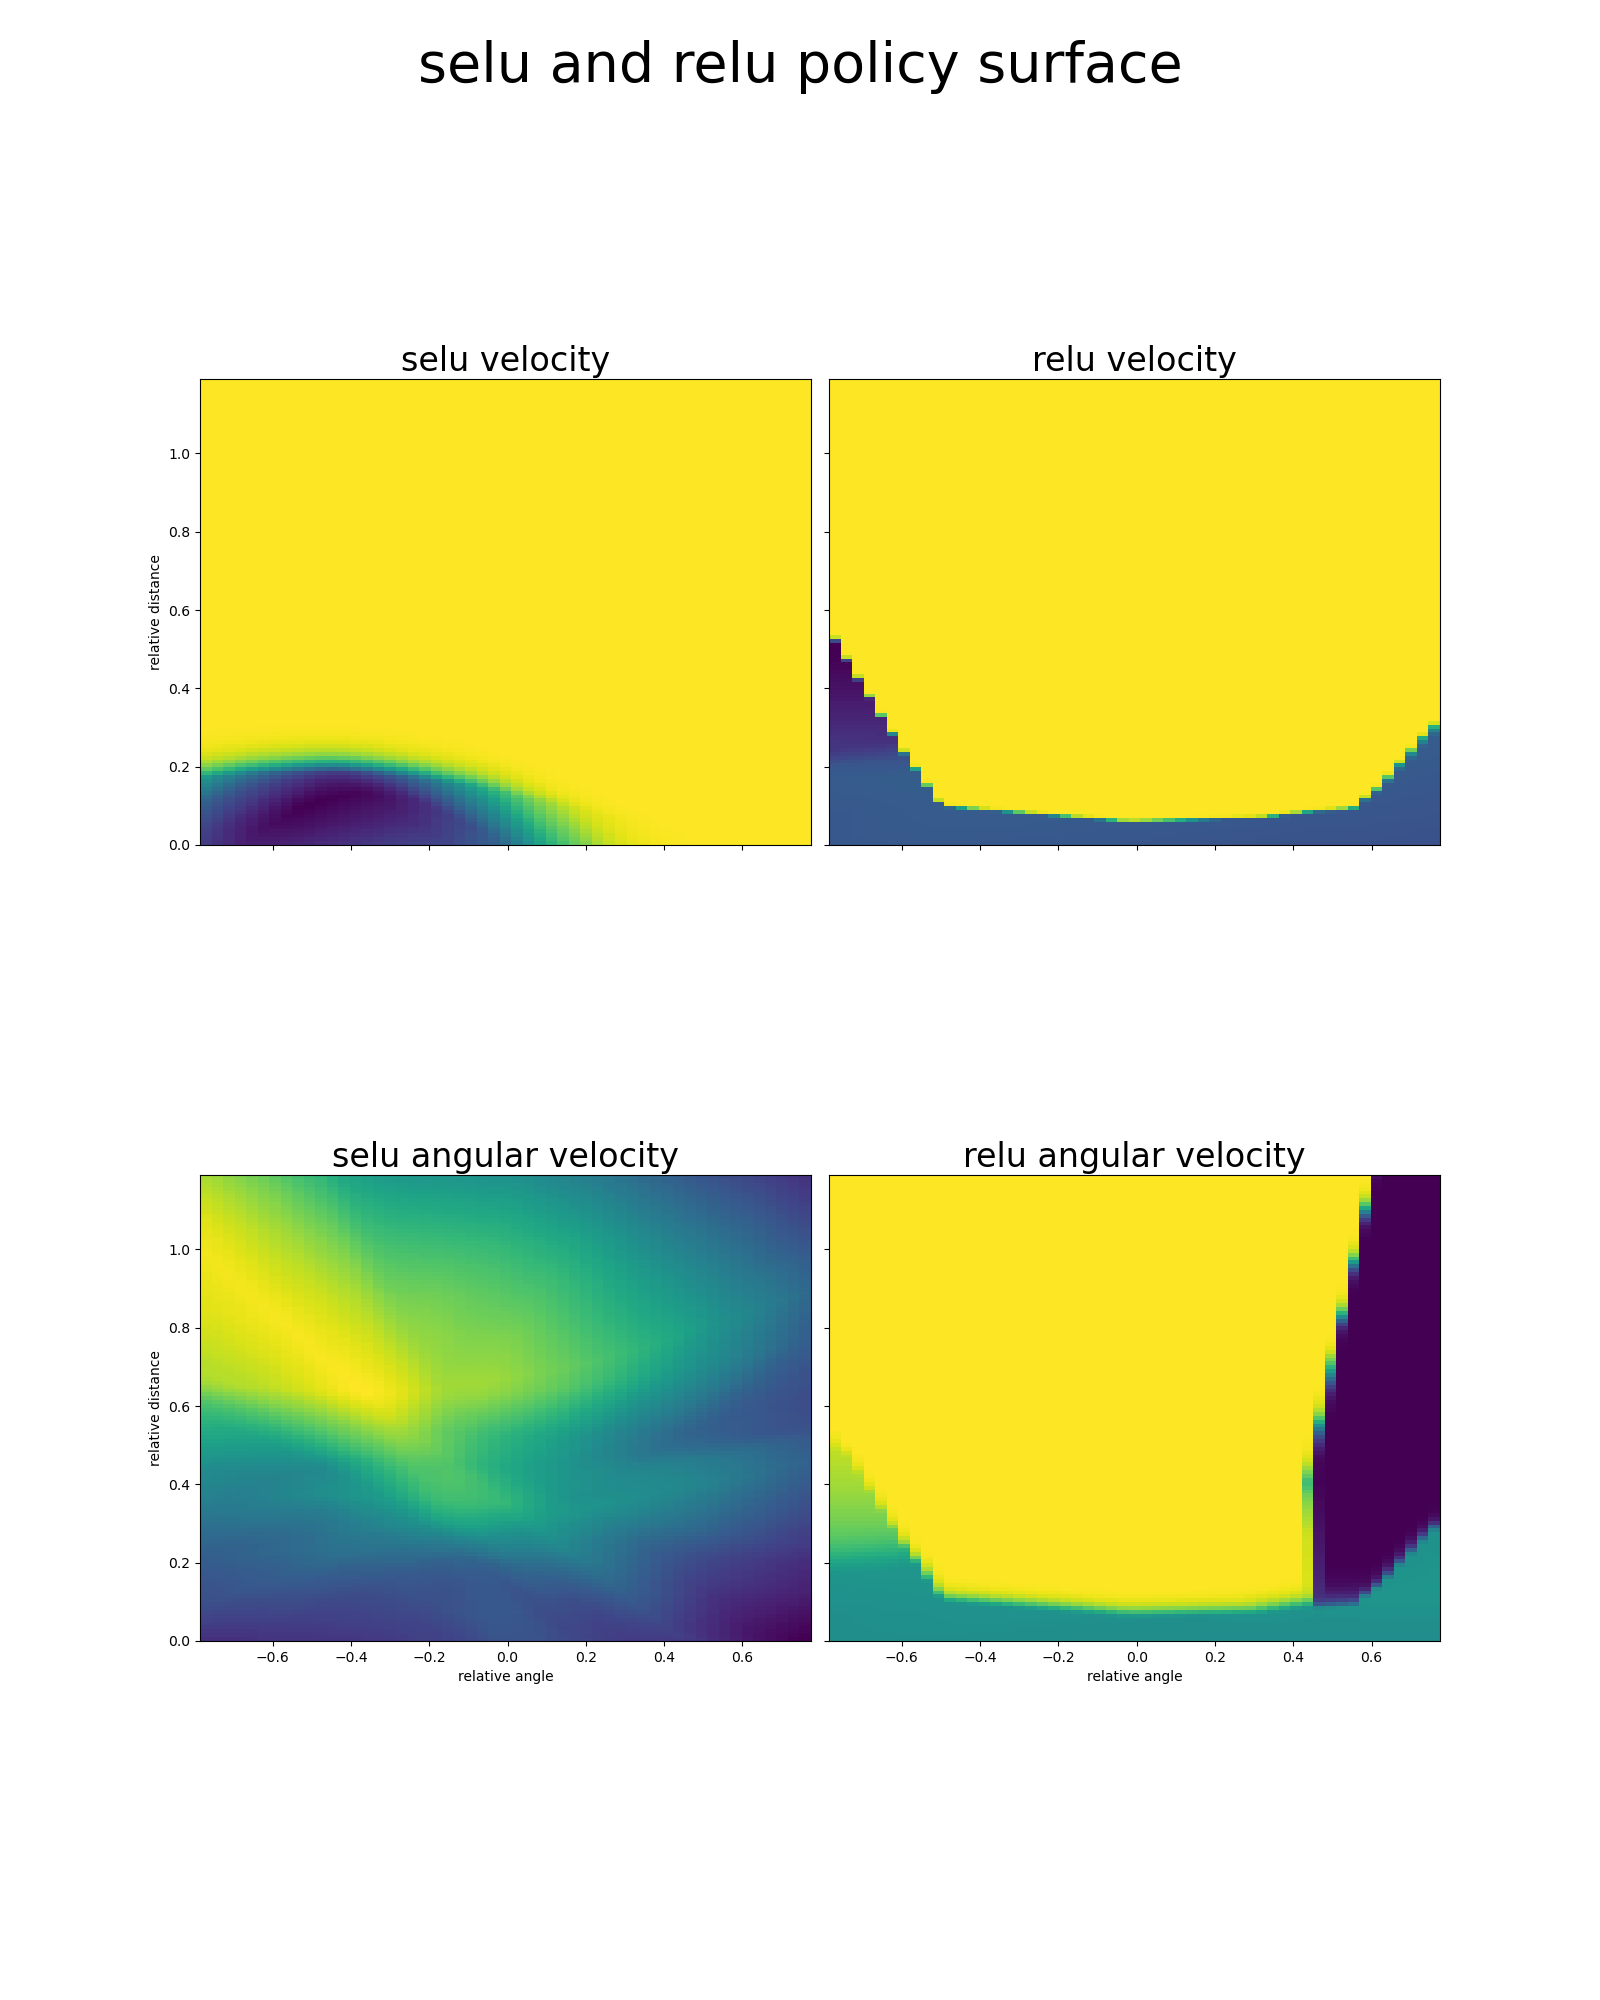 selu and relu policy surface
selu velocity
relu velocity
1.0
0.8
0.6
0.4
0.2
0.0
relative distance
selu angular velocity
relu angular velocity
1.0
0.8
0.6
0.4
0.2
0.0
relative distance
−0.6 −0.4 −0.2 0.0 0.2 0.4 0.6
relative angle
−0.6 −0.4 −0.2 0.0 0.2 0.4 0.6
relative angle